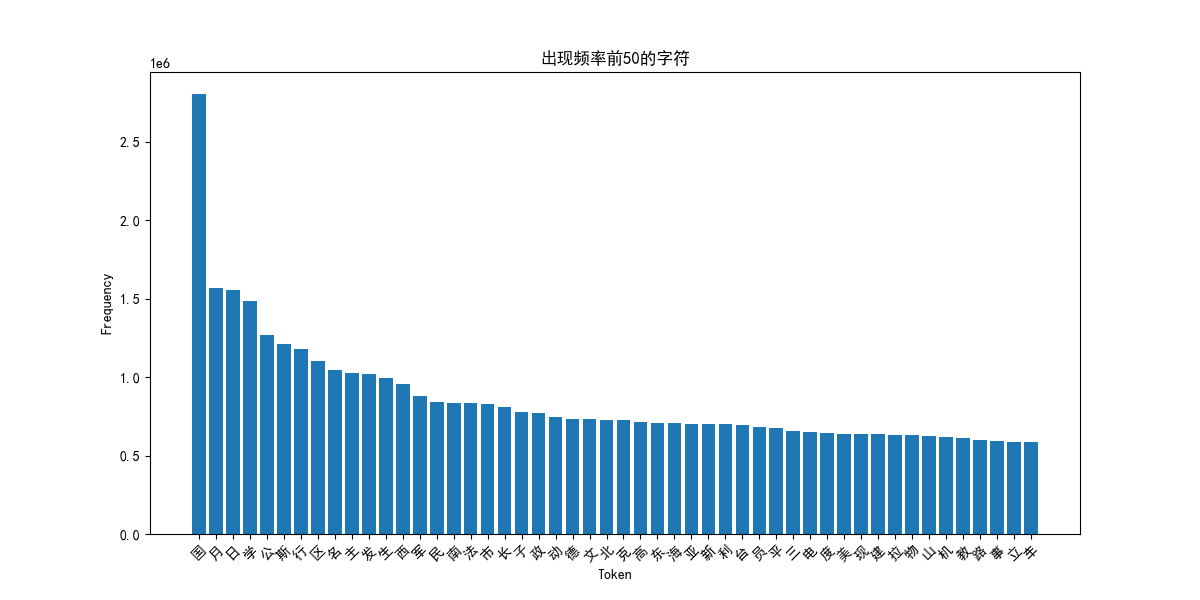 出现频率前50的字符
1e6
2.5
2.0
1.5
1.0
0.5
0.0
Frequency
国 月 日 学 公 斯 行 区 名 主 发 生 西 军 民 南 法 市 长 子 政 动 德 文 北 克 高 东 海 亚 新 利 台 员 平 三 电 度 美 现 建 拉 物 山 机 教 路 事 立 车
Token